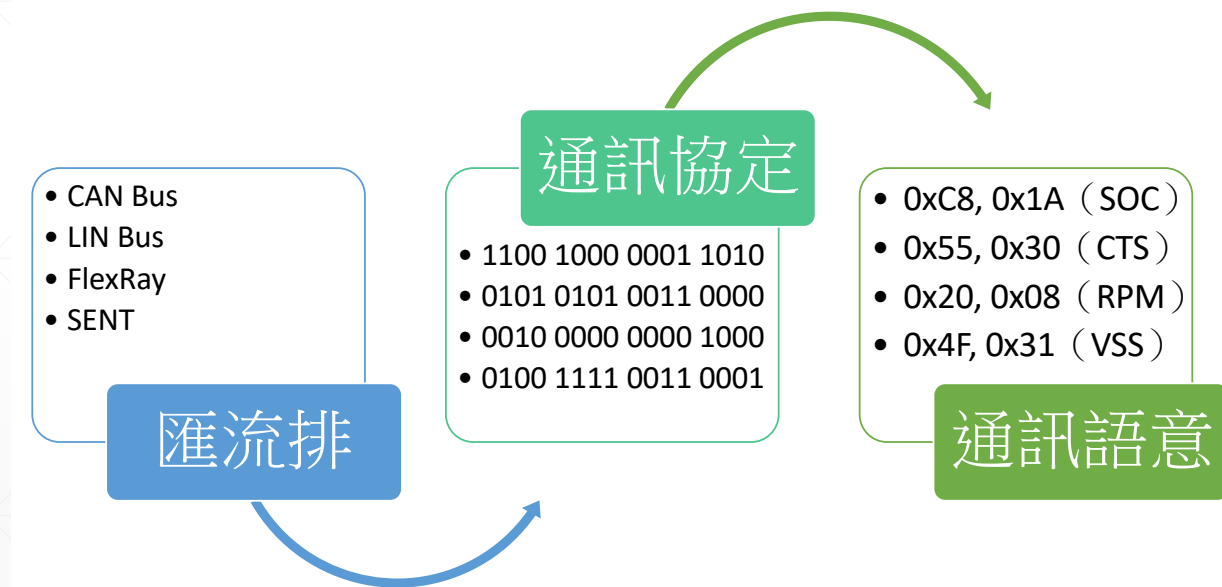 • CAN Bus
• LIN Bus
• FlexRay
• SENT
匯流排
通訊協定
• 1100 1000 0001 1010
• 0101 0101 0011 0000
• 0010 0000 0000 1000
• 0100 1111 0011 0001
• 0xC8, 0x1A（SOC）
• 0x55, 0x30（CTS）
• 0x20, 0x08（RPM）
• 0x4F, 0x31（VSS）
通訊語意